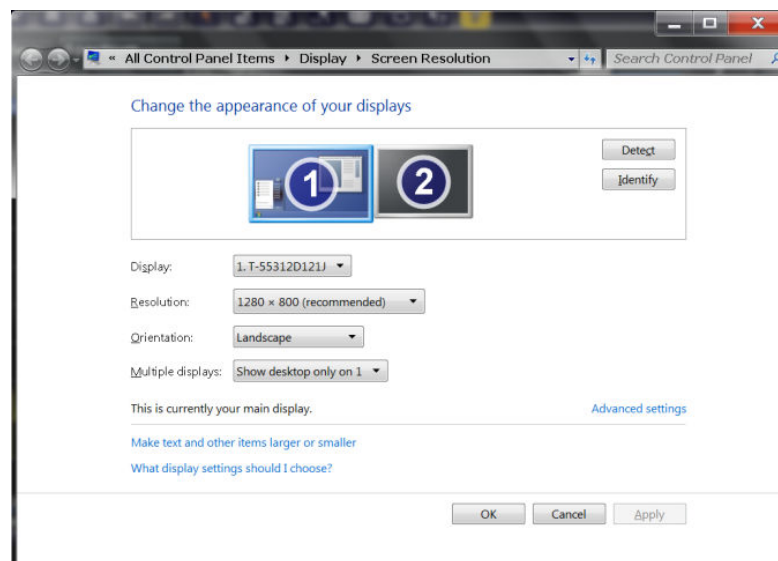 « All Control Panel Items ▸ Display ▸ Screen Resolution
Search Control Panel
Change the appearance of your displays
1
2
Detect
Identify
Display:
1. T-55312D121J
Resolution:
1280 × 800 (recommended)
Orientation:
Landscape
Multiple displays:
Show desktop only on 1
This is currently your main display.
Advanced settings
Make text and other items larger or smaller
What display settings should I choose?
OK
Cancel
Apply